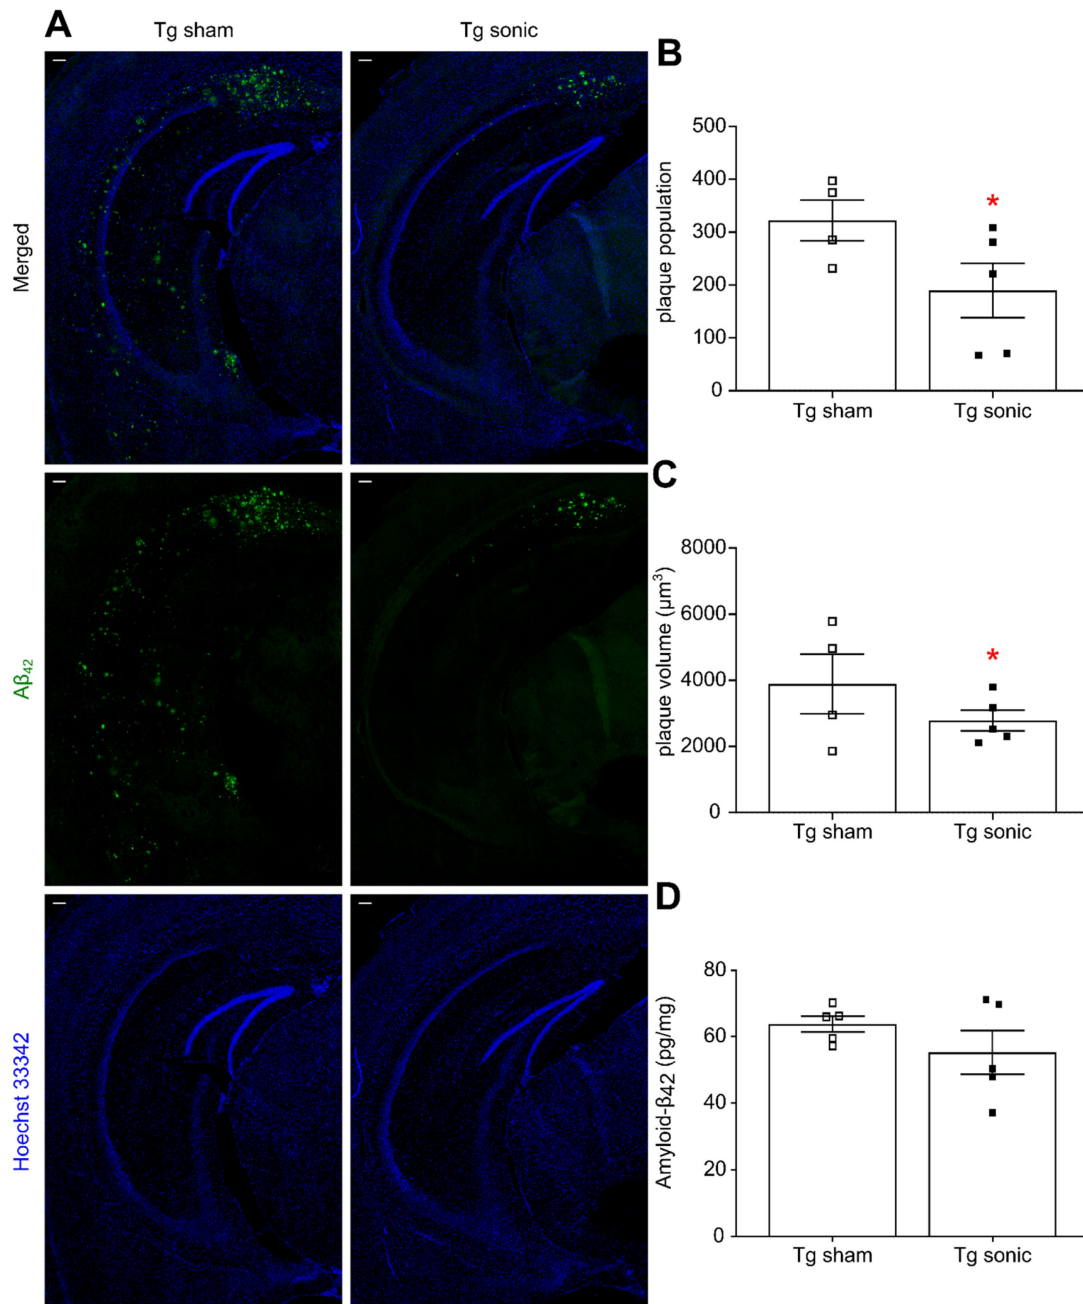 A
Tg sham
Tg sonic
Merged
Aβ₄₂
Hoechst 33342
B
plaque population
500
400
300
200
100
0
*
Tg sham
Tg sonic
C
plaque volume (µm³)
8000
6000
4000
2000
0
*
Tg sham
Tg sonic
D
Amyloid-β₄₂ (pg/mg)
80
60
40
20
0
Tg sham
Tg sonic